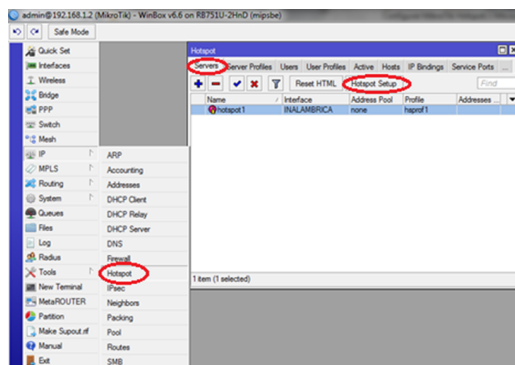 admin@192.168.1.2 (MikroTik) - WinBox v6.6 on RB751U-2HnD (mipsbe)
Safe Mode
Quick Set
Interfaces
Wireless
Bridge
PPP
Switch
Mesh
IP
MPLS
Routing
System
Queues
Files
Log
Radius
Tools
New Terminal
MetaROUTER
Partition
Make Supout.rif
Manual
Exit
ARP
Accounting
Addresses
DHCP Client
DHCP Relay
DHCP Server
DNS
Firewall
Hotspot
IPsec
Neighbors
Packing
Pool
Routes
SMB
Hotspot
Servers Server Profiles Users User Profiles Active Hosts IP Bindings Service Ports ...
Reset HTML Hotspot Setup Find
Name Interface Address Pool Profile Addresses ...
hotspot1 INALAMBRICA none hsprof1
1 item (1 selected)